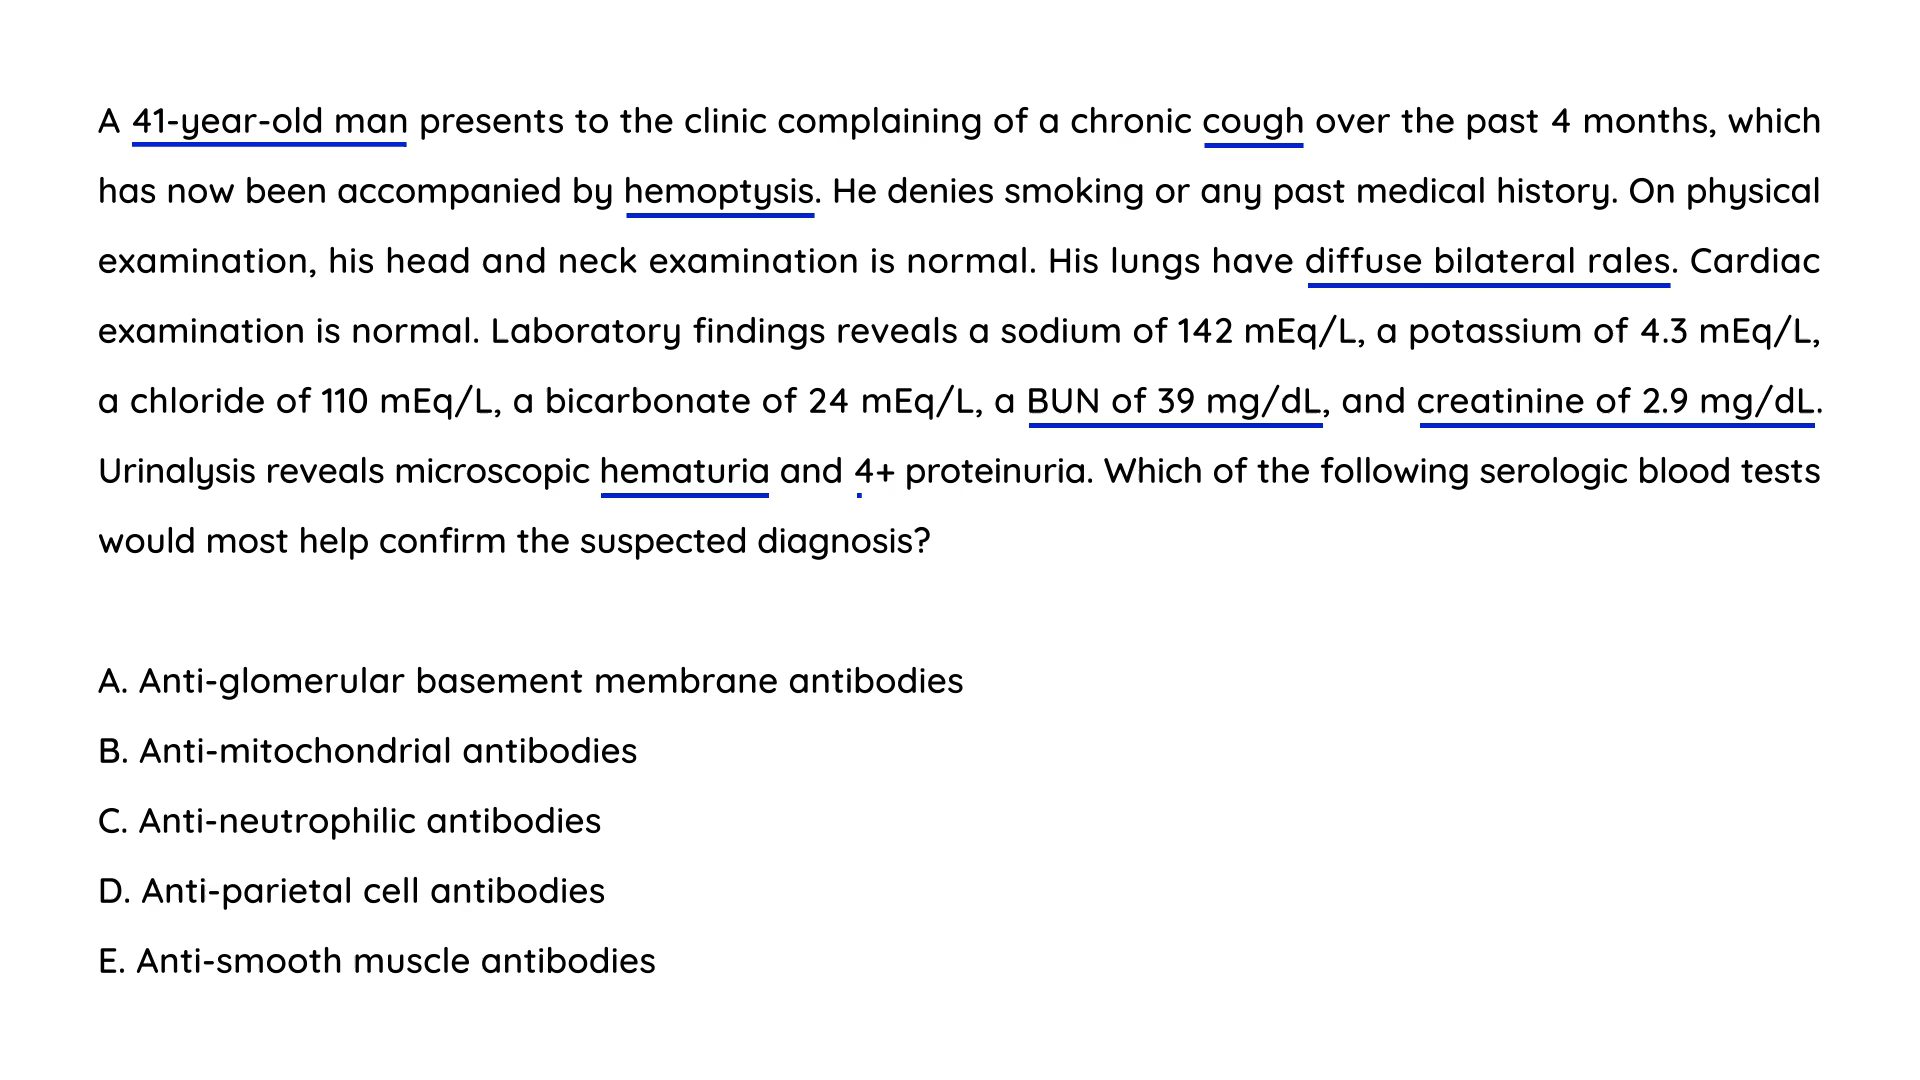 A 41-year-old man presents to the clinic complaining of a chronic cough over the past 4 months, which
has now been accompanied by hemoptysis. He denies smoking or any past medical history. On physical
examination, his head and neck examination is normal. His lungs have diffuse bilateral rales. Cardiac
examination is normal. Laboratory findings reveals a sodium of 142 mEq/L, a potassium of 4.3 mEq/L,
a chloride of 110 mEq/L, a bicarbonate of 24 mEq/L, a BUN of 39 mg/dL, and creatinine of 2.9 mg/dL.
Urinalysis reveals microscopic hematuria and 4+ proteinuria. Which of the following serologic blood tests
would most help confirm the suspected diagnosis?
A. Anti-glomerular basement membrane antibodies
B. Anti-mitochondrial antibodies
C. Anti-neutrophilic antibodies
D. Anti-parietal cell antibodies
E. Anti-smooth muscle antibodies